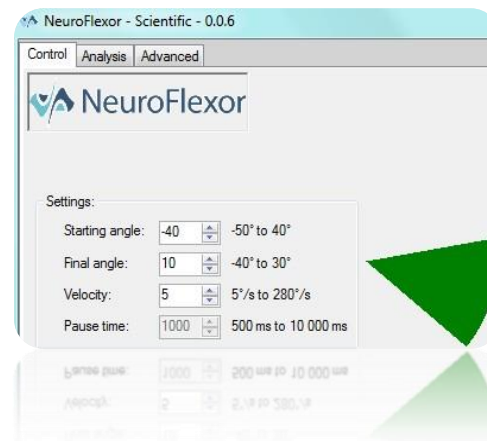 NeuroFlexor - Scientific - 0.0.6
Control Analysis Advanced
NeuroFlexor
Settings:
Starting angle: -40 -50° to 40°
Final angle: 10 -40° to 30°
Velocity: 5 5°/s to 280°/s
Pause time: 1000 500 ms to 10 000 ms